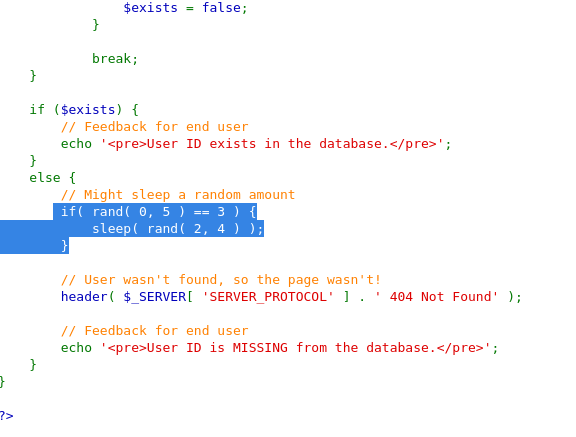 $exists = false;
}
break;
}
if ($exists) {
// Feedback for end user
echo '<pre>User ID exists in the database.</pre>';
}
else {
// Might sleep a random amount
if( rand( 0, 5 ) == 3 ) {
sleep( rand( 2, 4 ) );
}
// User wasn't found, so the page wasn't!
header( $_SERVER[ 'SERVER_PROTOCOL' ] . ' 404 Not Found' );
// Feedback for end user
echo '<pre>User ID is MISSING from the database.</pre>';
}
}
?>